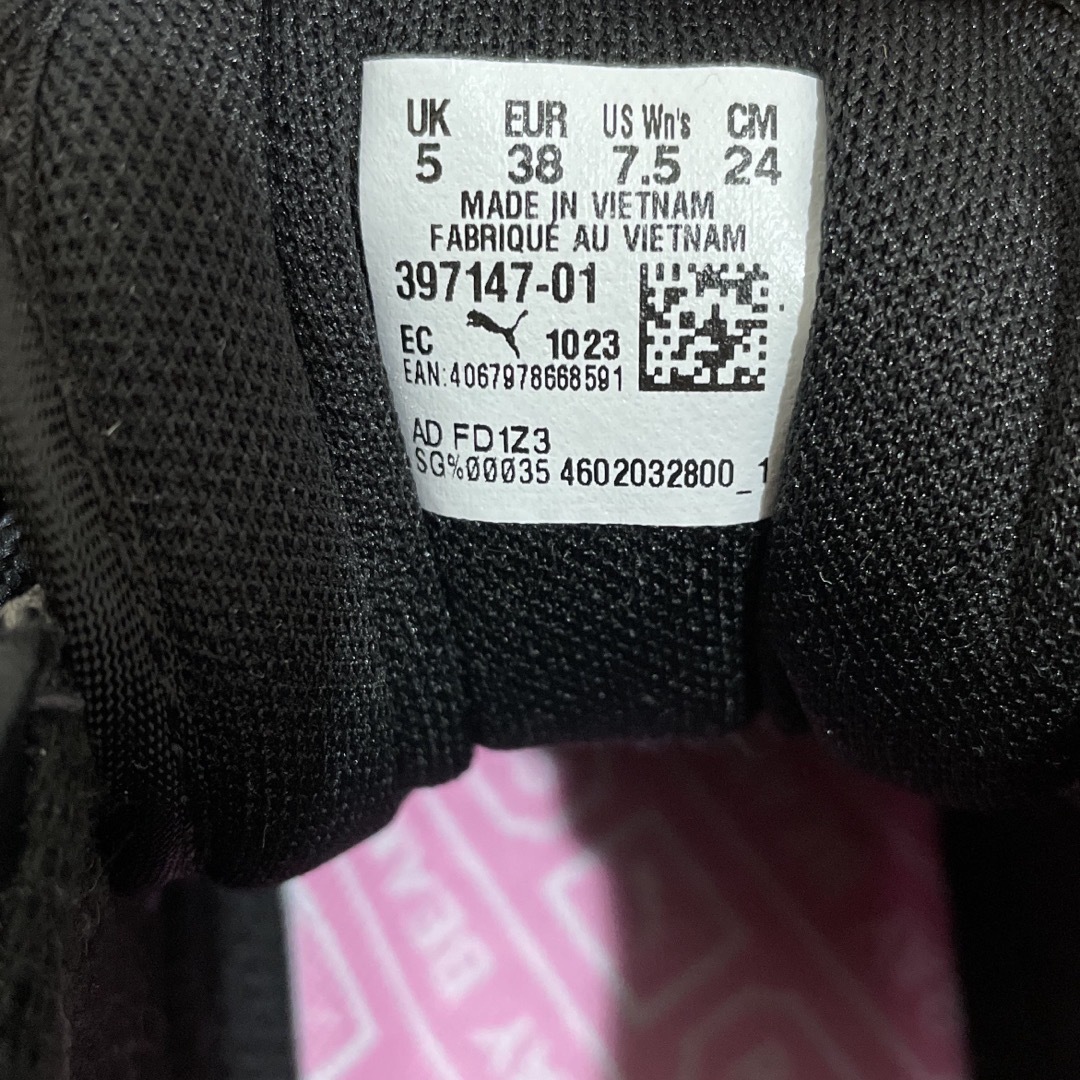 UK EUR US Wn's CM
5 38 7.5 24
MADE IN VIETNAM
FABRIQUÉ AU VIETNAM
397147-01
EC 1023
EAN:4067978668591
AD FD1Z3
SG%00035 4602032800_1